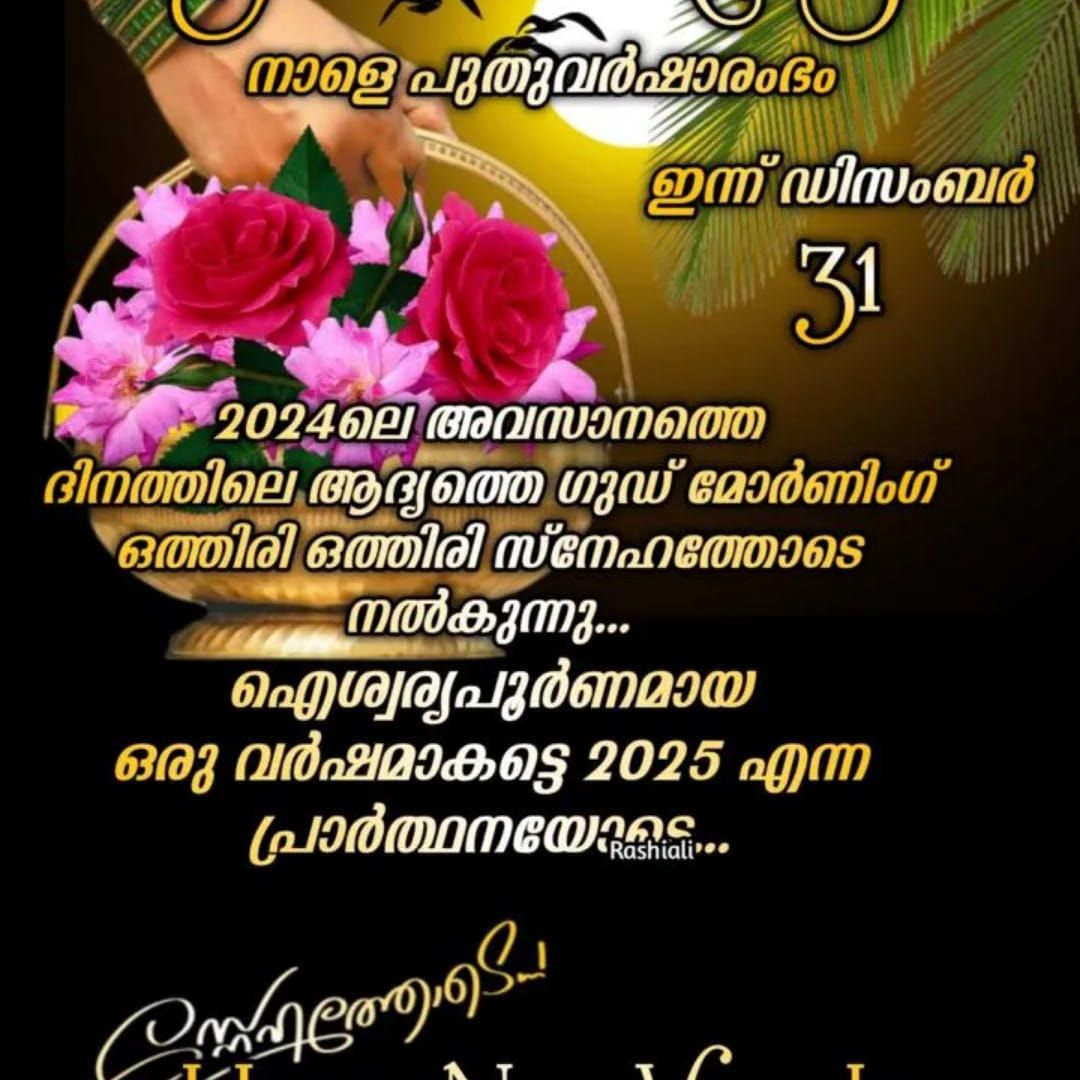 നാളെ പുതുവർഷാരംഭം
ഇന്ന് ഡിസംബർ
31
2024ലെ അവസാനത്തെ
ദിനത്തിലെ ആദ്യത്തെ ഗുഡ് മോർണിംഗ്
ഒത്തിരി ഒത്തിരി സ്നേഹത്തോടെ
നൽകുന്നു...
ഐശ്വര്യപൂർണമായ
ഒരു വർഷമാകട്ടെ 2025 എന്ന
പ്രാർത്ഥനയോടെ...
Rashiali
സ്നേഹത്തോടെ..!